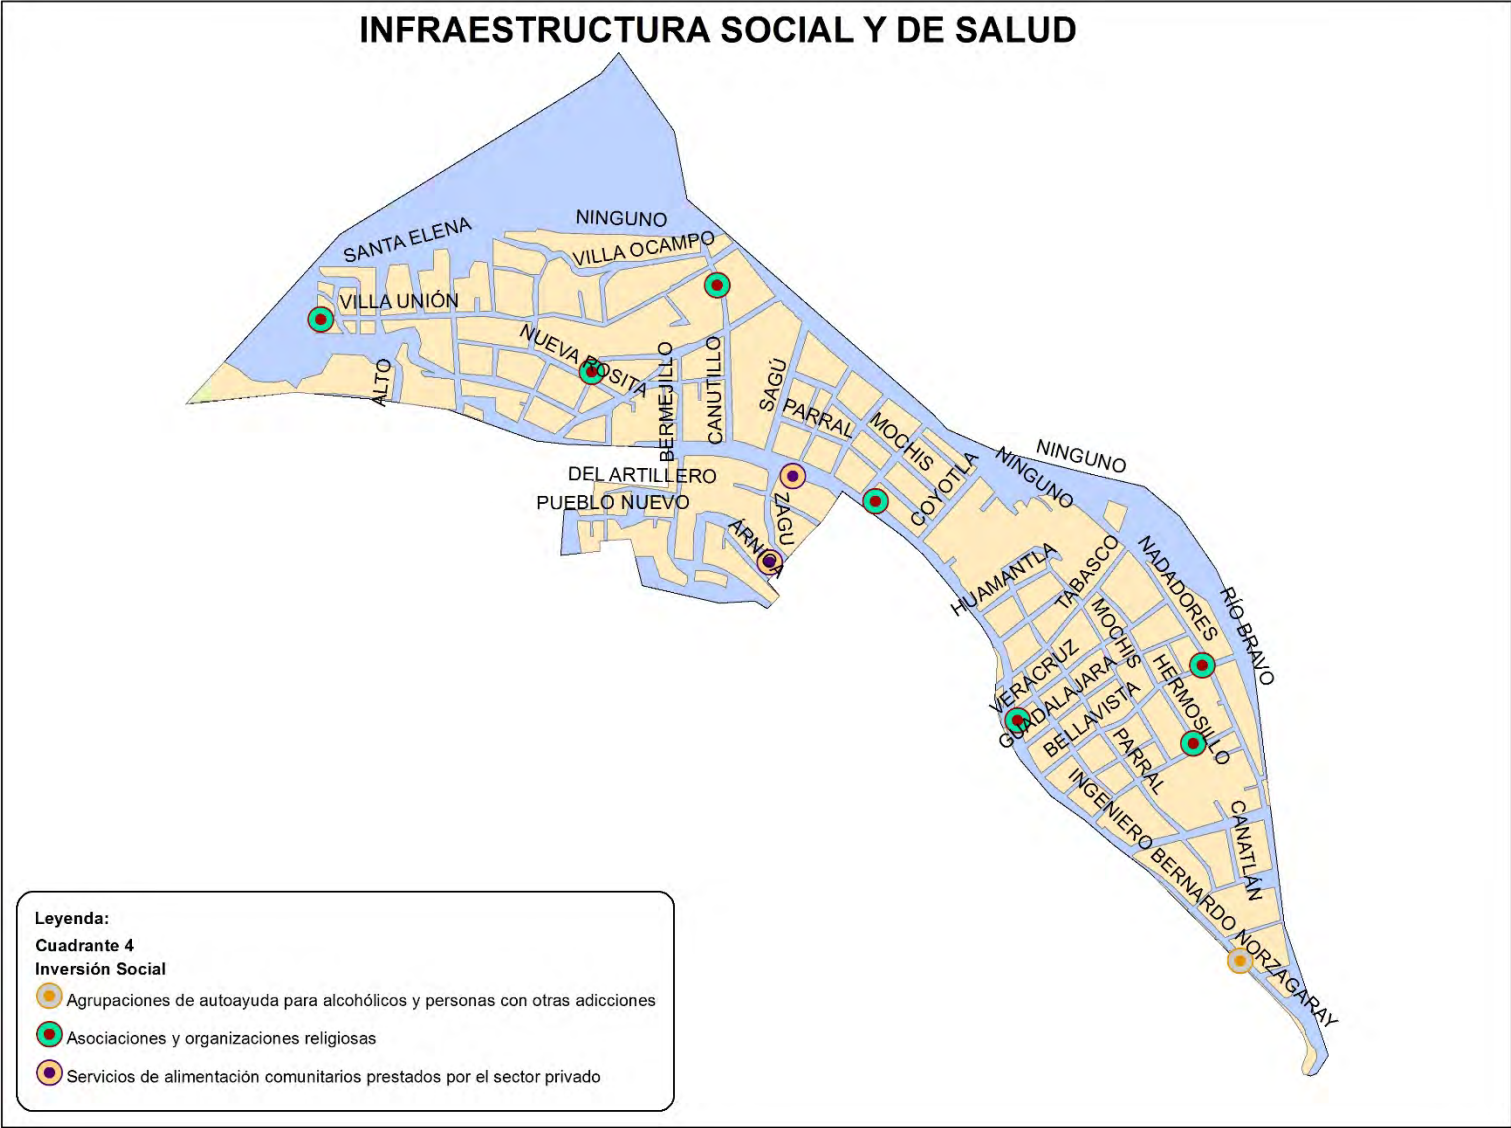 INFRAESTRUCTURA SOCIAL Y DE SALUD
NINGUNO
SANTA ELENA
VILLA OCAMPO
VILLA UNIÓN
NUEVA ROSITA
ALTO
BERMEJILLO
CANUTILLO
SAGÚ
PARRAL
MOCHIS
COYOTLA
NINGUNO
NINGUNO
DEL ARTILLERO
PUEBLO NUEVO
ZAGU
ÁRNICA
HUAMANTLA
TABASCO
NADADORES
RÍO BRAVO
MOCHIS
VERACRUZ
GUADALAJARA
BELLAVISTA
HERMOSILLO
PARRAL
INGENIERO BERNARDO NORZAGARAY
CANATLÁN
Leyenda:
Cuadrante 4
Inversión Social
Agrupaciones de autoayuda para alcohólicos y personas con otras adicciones
Asociaciones y organizaciones religiosas
Servicios de alimentación comunitarios prestados por el sector privado